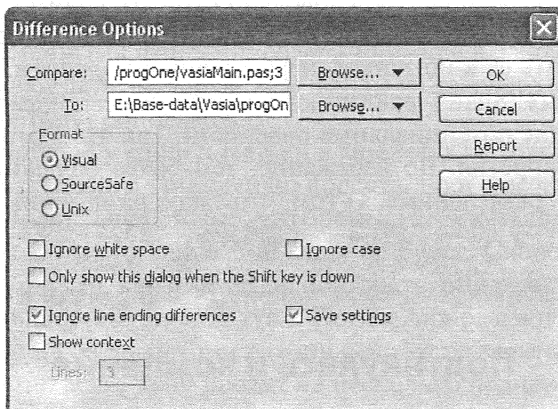 Difference Options
Compare: /progOne/vasiaMain.pas;3 Browse... OK
To: E:\Base-data\Vasia\progOn Browse... Cancel
Format Report
Visual
SourceSafe Help
Unix
Ignore white space Ignore case
Only show this dialog when the Shift key is down
Ignore line ending differences Save settings
Show context
Lines: 3